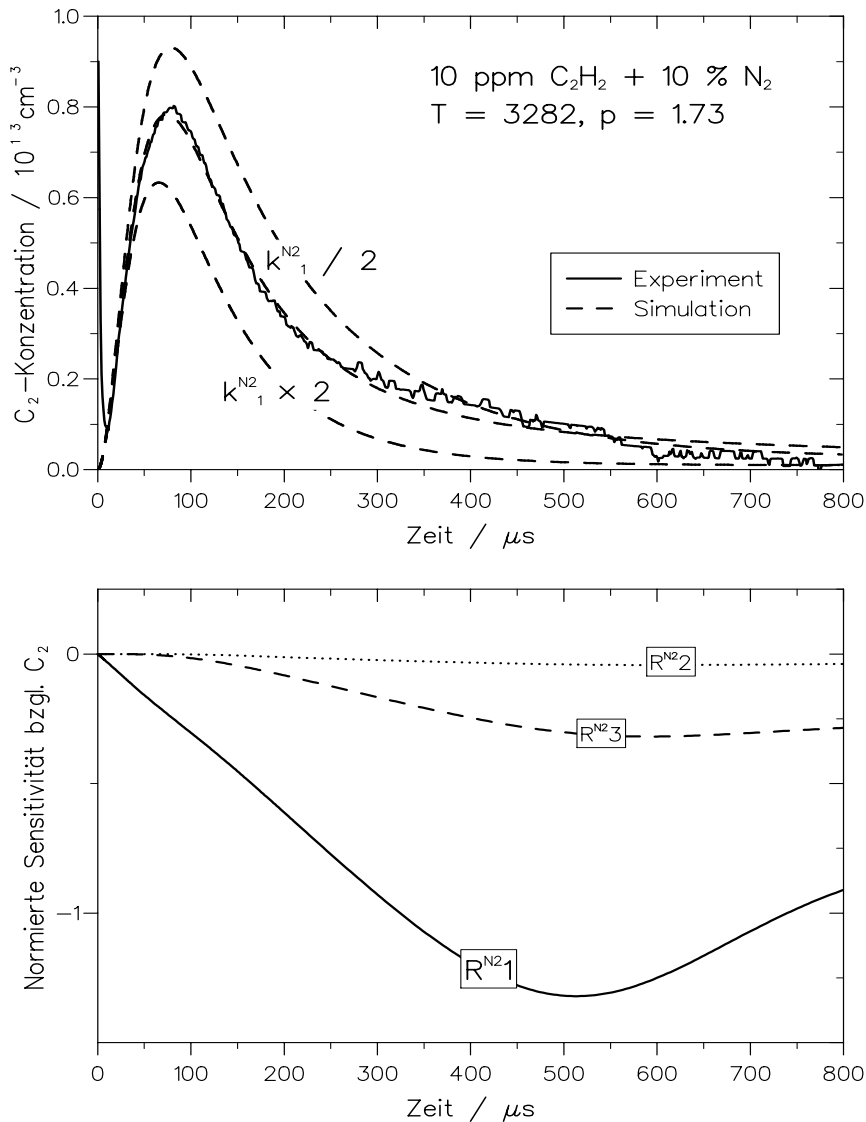 1.0
0.8
0.6
0.4
0.2
0.0
C₂-Konzentration / 10¹³cm⁻³
10 ppm C₂H₂ + 10 % N₂
T = 3282, p = 1.73
k^N2_1 / 2
k^N2_1 × 2
Experiment
Simulation
0 100 200 300 400 500 600 700 800
Zeit / μs
0
-1
Normierte Sensitivität bzgl. C₂
R^N2 2
R^N2 3
R^N2 1
0 100 200 300 400 500 600 700 800
Zeit / μs